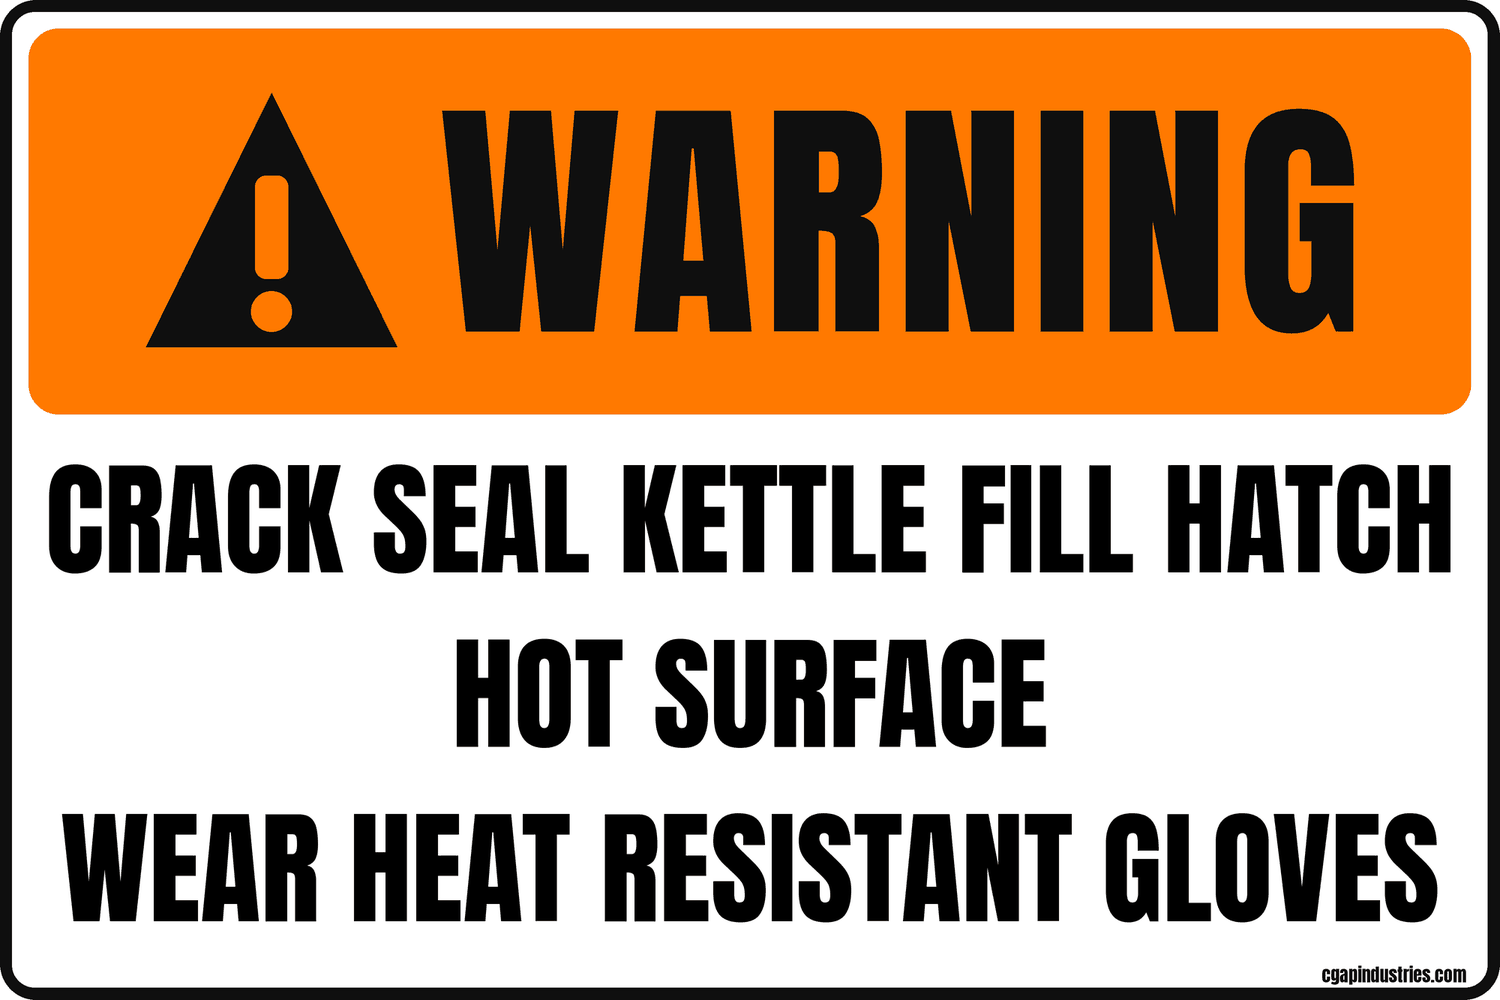 WARNING
CRACK SEAL KETTLE FILL HATCH
HOT SURFACE
WEAR HEAT RESISTANT GLOVES
cgapindustries.com